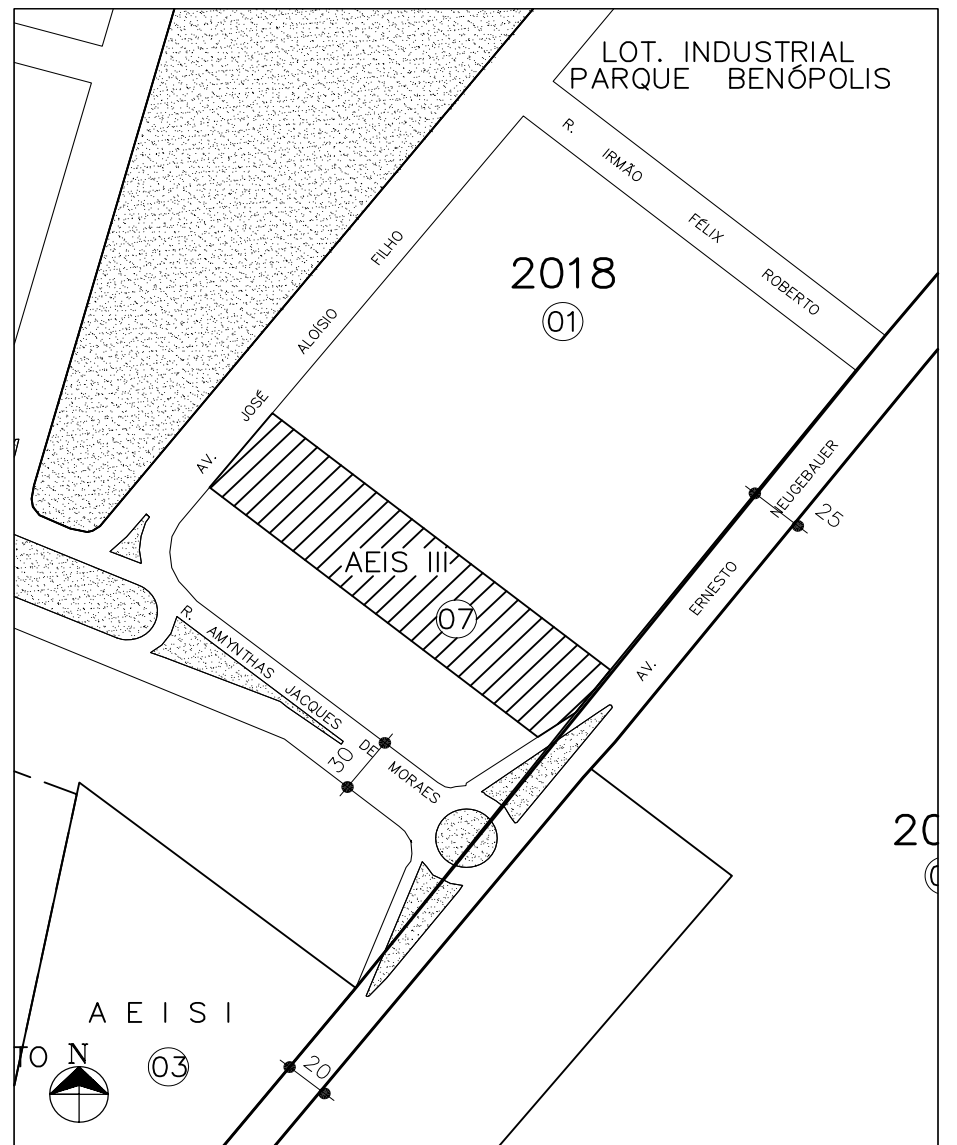 LOT. INDUSTRIAL
PARQUE BENÓPOLIS
R. IRMÃO FÉLIX ROBERTO
AV. JOSÉ ALOÍSIO FILHO
2018
01
AEIS III
07
AV. ERNESTO NEUGEBAUER
25
R. AMYNTHAS JACQUES DE MORAES
30
20
A E I S I
03
TO
N
20